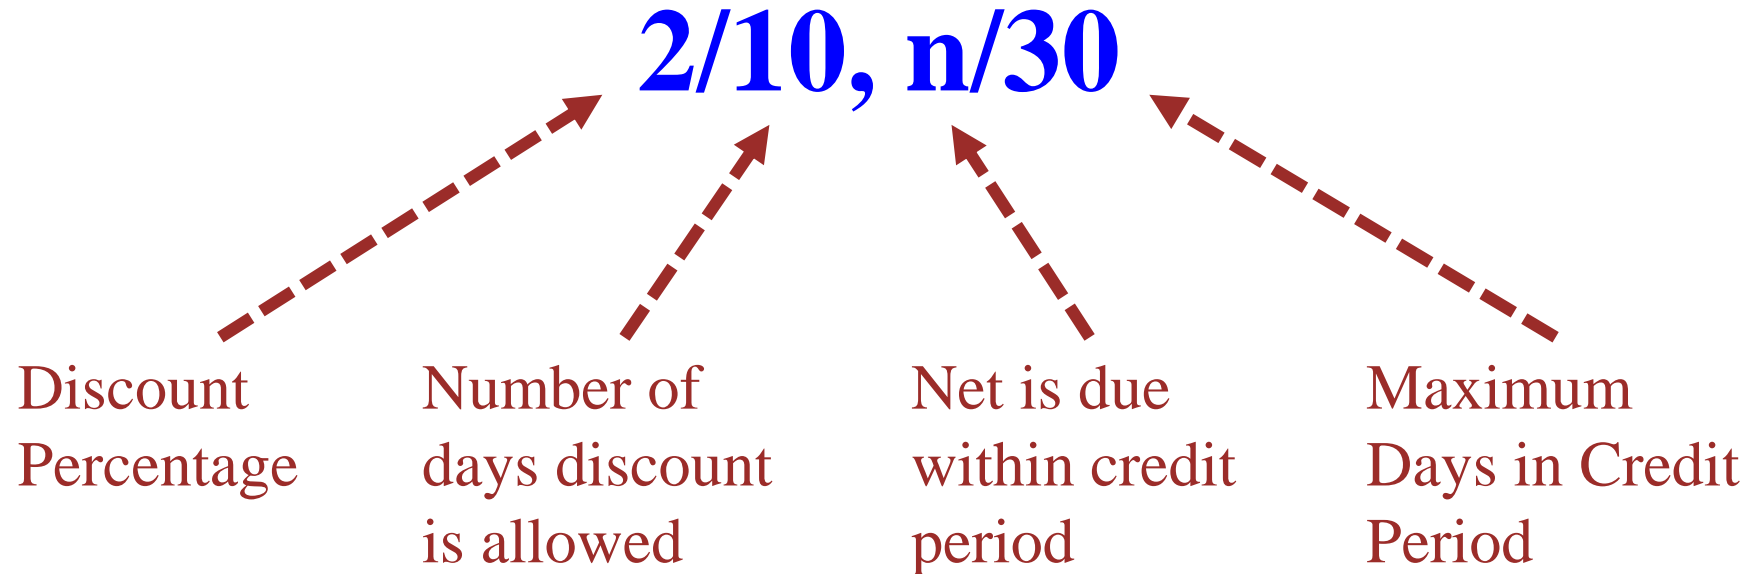 2/10, n/30
Discount
Percentage
Number of
days discount
is allowed
Net is due
within credit
period
Maximum
Days in Credit
Period